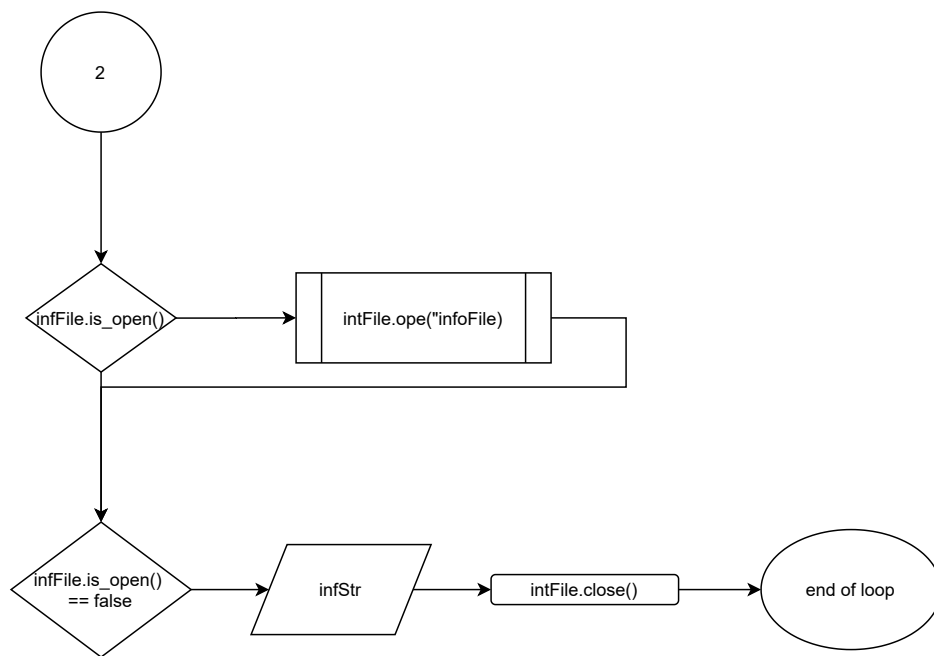 2
infFile.is_open()
intFile.ope("infoFile)
infFile.is_open()
== false
infStr
intFile.close()
end of loop